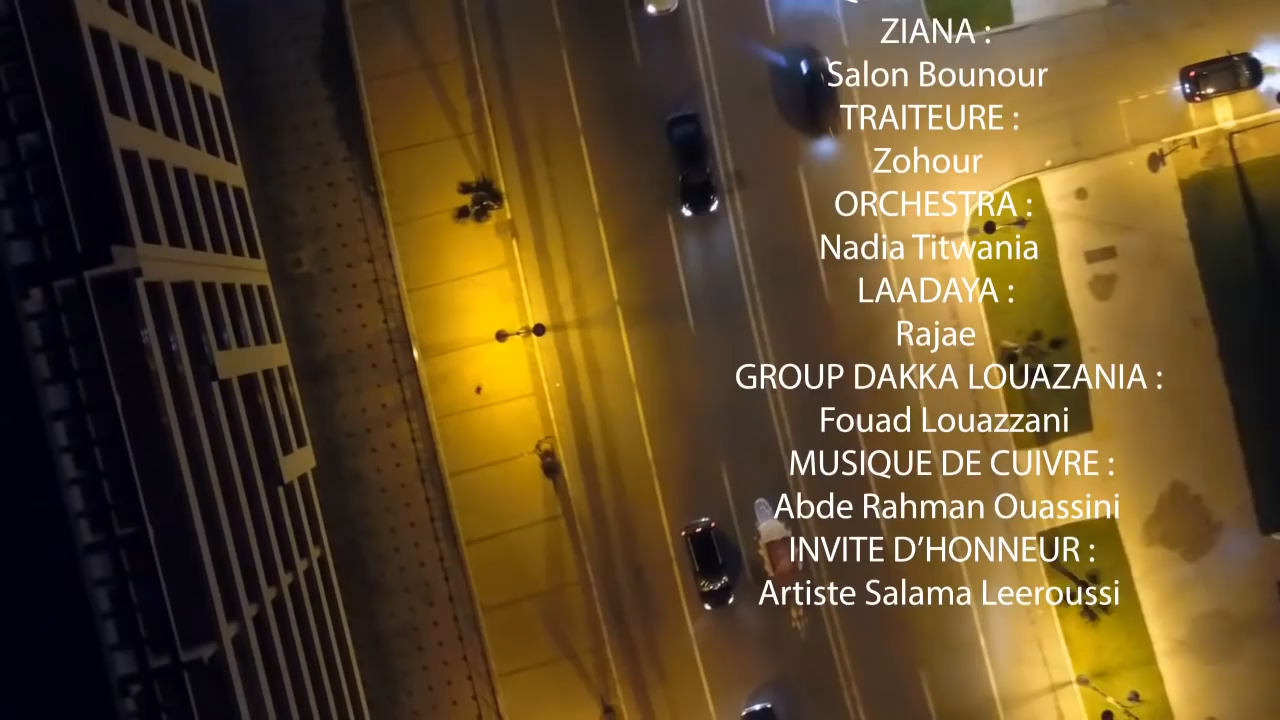 ZIANA :
Salon Bounour
TRAITEURE :
Zohour
ORCHESTRA :
Nadia Titwania
LAADAYA :
Rajae
GROUP DAKKA LOUAZANIA :
Fouad Louazzani
MUSIQUE DE CUIVRE :
Abde Rahman Ouassini
INVITE D’HONNEUR :
Artiste Salama Leeroussi